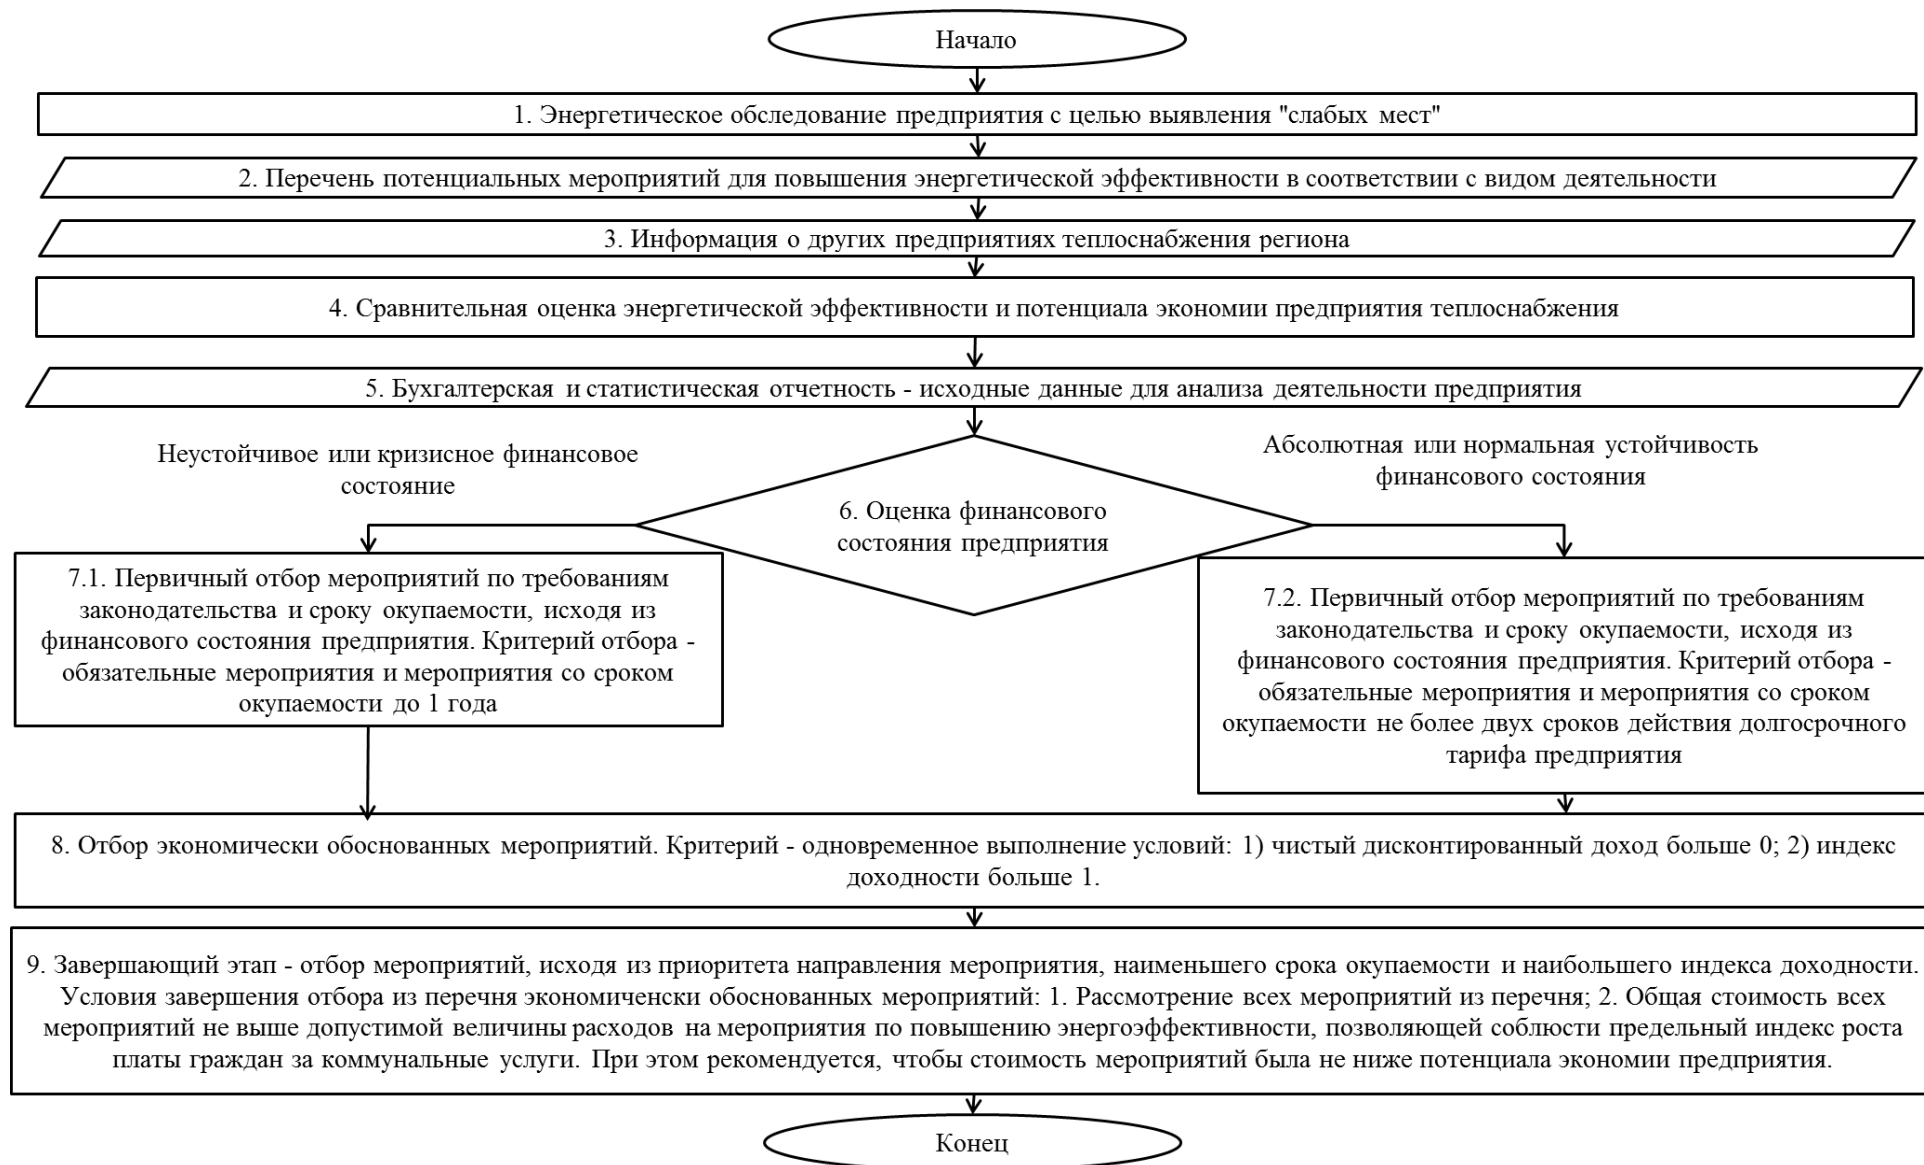 Начало
1. Энергетическое обследование предприятия с целью выявления "слабых мест"
2. Перечень потенциальных мероприятий для повышения энергетической эффективности в соответствии с видом деятельности
3. Информация о других предприятиях теплоснабжения региона
4. Сравнительная оценка энергетической эффективности и потенциала экономии предприятия теплоснабжения
5. Бухгалтерская и статистическая отчетность - исходные данные для анализа деятельности предприятия
Неустойчивое или кризисное финансовое
состояние
Абсолютная или нормальная устойчивость
финансового состояния
6. Оценка финансового
состояния предприятия
7.1. Первичный отбор мероприятий по требованиям
законодательства и сроку окупаемости, исходя из
финансового состояния предприятия. Критерий отбора -
обязательные мероприятия и мероприятия со сроком
окупаемости до 1 года
7.2. Первичный отбор мероприятий по требованиям
законодательства и сроку окупаемости, исходя из
финансового состояния предприятия. Критерий отбора -
обязательные мероприятия и мероприятия со сроком
окупаемости не более двух сроков действия долгосрочного
тарифа предприятия
8. Отбор экономически обоснованных мероприятий. Критерий - одновременное выполнение условий: 1) чистый дисконтированный доход больше 0; 2) индекс
доходности больше 1.
9. Завершающий этап - отбор мероприятий, исходя из приоритета направления мероприятия, наименьшего срока окупаемости и наибольшего индекса доходности.
Условия завершения отбора из перечня экономиченски обоснованных мероприятий: 1. Рассмотрение всех мероприятий из перечня; 2. Общая стоимость всех
мероприятий не выше допустимой величины расходов на мероприятия по повышению энергоэффективности, позволяющей соблюсти предельный индекс роста
платы граждан за коммунальные услуги. При этом рекомендуется, чтобы стоимость мероприятий была не ниже потенциала экономии предприятия.
Конец